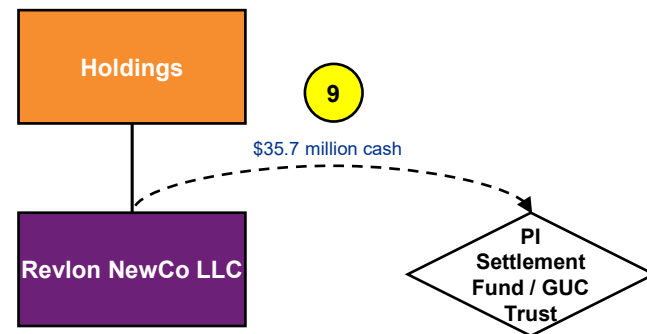 Holdings
9
$35.7 million cash
Revlon NewCo LLC
PI
Settlement
Fund / GUC
Trust